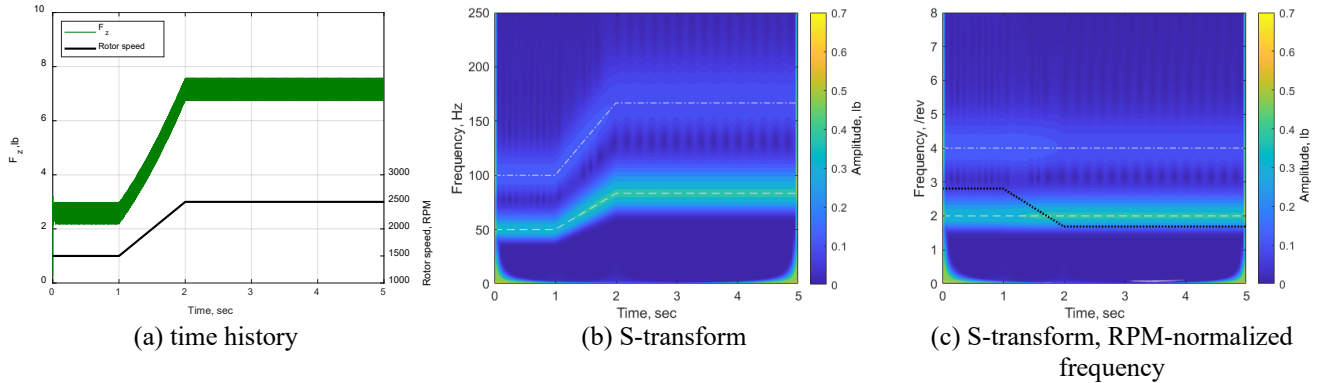 10
8
6
4
2
0
F z
Rotor speed
F z ,lb
3000
2500
2000
1500
1000
Rotor speed, RPM
0 1 2 3 4 5
Time, sec
(a) time history
250
200
150
100
50
0
Frequency, Hz
0 1 2 3 4 5
Time, sec
0.7
0.6
0.5
0.4
0.3
0.2
0.1
0
Amplitude, lb
(b) S-transform
8
7
6
5
4
3
2
1
0
Frequency, /rev
0 1 2 3 4 5
Time, sec
0.7
0.6
0.5
0.4
0.3
0.2
0.1
0
Amplitude, lb
(c) S-transform, RPM-normalized
frequency